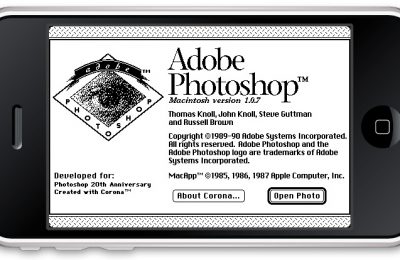 adobe™
PHOTOSHOP
Adobe
Photoshop™
Macintosh version 1.0.7
Thomas Knoll, John Knoll, Steve Guttman
and Russell Brown
Copyright ©1989-90 Adobe Systems Incorporated.
All rights reserved. Adobe Photoshop and the
Adobe Photoshop logo are trademarks of Adobe
Systems Incorporated.
MacApp™ ©1985, 1986, 1987 Apple Computer, Inc.
Developed for:
Photoshop 20th Anniversary
Created with Corona™
About Corona...
Open Photo